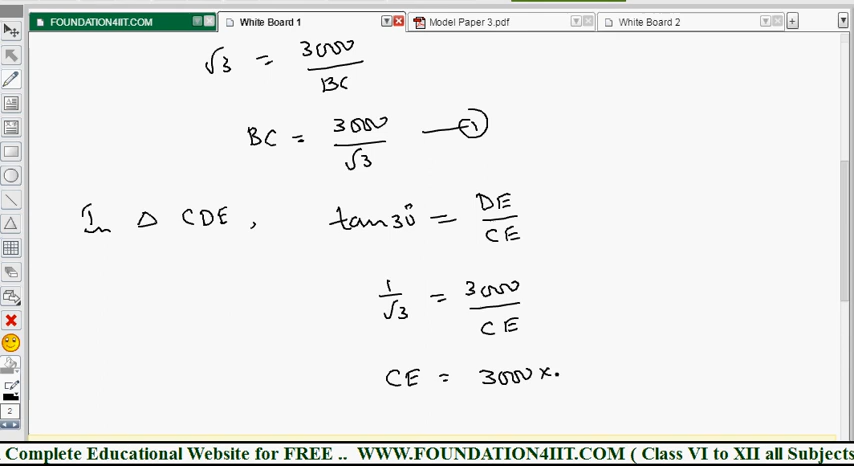 FOUNDATION4IIT.COM White Board 1 Model Paper 3.pdf White Board 2
√3 = 3000/BC
BC = 3000/√3 —①
In △ CDE, tan30° = DE/CE
1/√3 = 3000/CE
CE = 3000 x.
2
Complete Educational Website for FREE .. WWW.FOUNDATION4IIT.COM ( Class VI to XII all Subjects